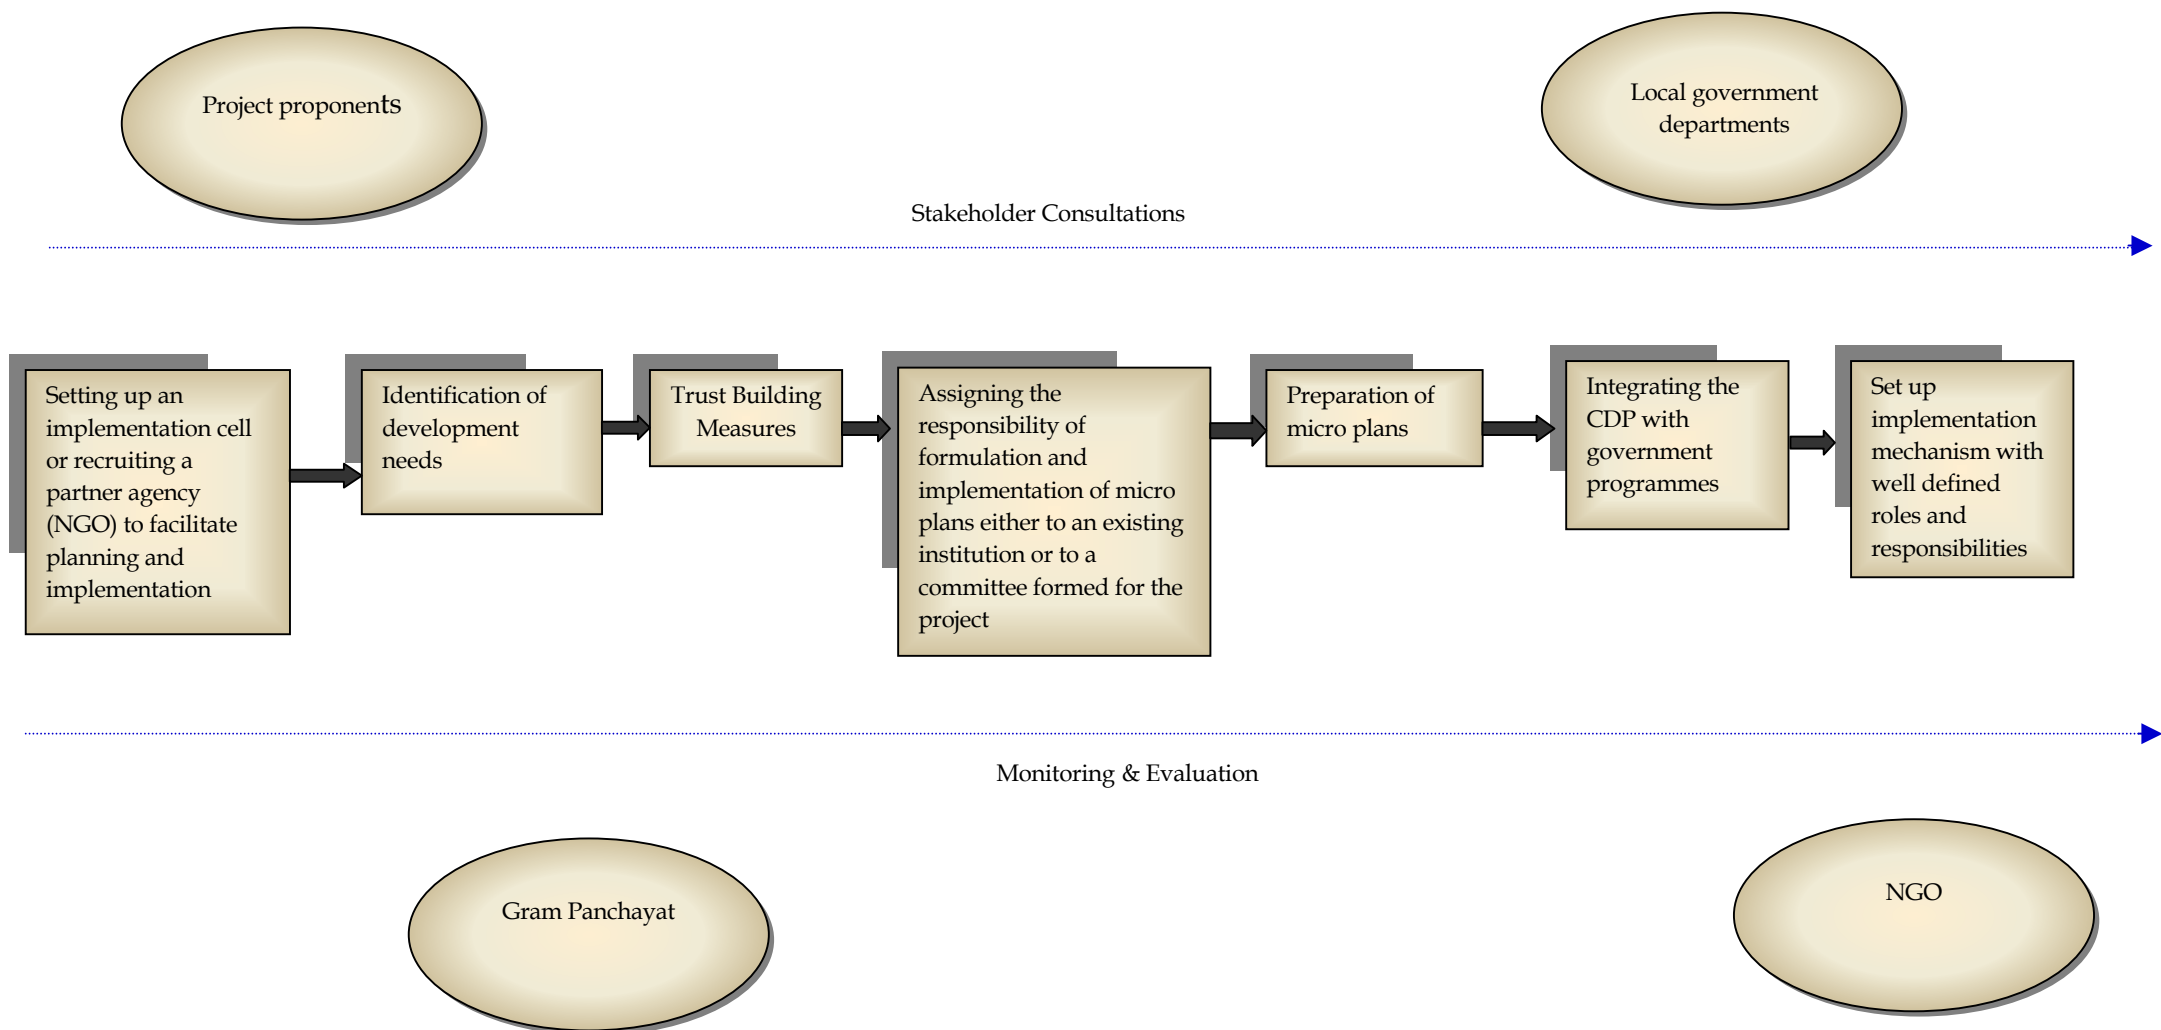 Project proponents
Local government
departments
Stakeholder Consultations
Setting up an
implementation cell
or recruiting a
partner agency
(NGO) to facilitate
planning and
implementation
Identification of
development
needs
Trust Building
Measures
Assigning the
responsibility of
formulation and
implementation of micro
plans either to an existing
institution or to a
committee formed for the
project
Preparation of
micro plans
Integrating the
CDP with
government
programmes
Set up
implementation
mechanism with
well defined
roles and
responsibilities
Monitoring & Evaluation
Gram Panchayat
NGO